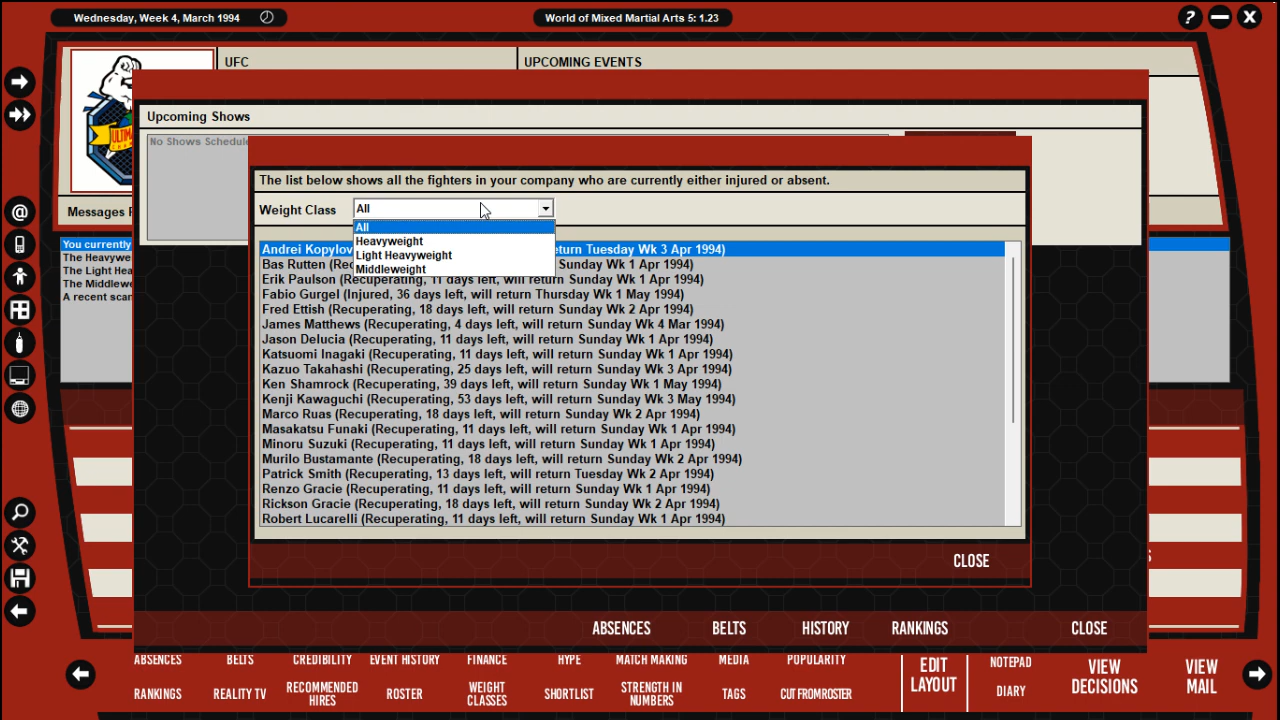 Wednesday, Week 4, March 1994
World of Mixed Martial Arts 5: 1.23
UFC
UPCOMING EVENTS
Upcoming Shows
No Shows Schedule
The list below shows all the fighters in your company who are currently either injured or absent.
Weight Class
All
All
Heavyweight
Light Heavyweight
Middleweight
Messages
You currently
The Heavywe
The Light Hea
The Middlewe
A recent scan
Andrei Kopylov turn Tuesday Wk 3 Apr 1994)
Bas Rutten (Re Sunday Wk 1 Apr 1994)
Erik Paulson (Recuperating, 11 days left, will return Sunday Wk 1 Apr 1994)
Fabio Gurgel (Injured, 36 days left, will return Thursday Wk 1 May 1994)
Fred Ettish (Recuperating, 18 days left, will return Sunday Wk 2 Apr 1994)
James Matthews (Recuperating, 4 days left, will return Sunday Wk 4 Mar 1994)
Jason Delucia (Recuperating, 11 days left, will return Sunday Wk 1 Apr 1994)
Katsuomi Inagaki (Recuperating, 11 days left, will return Sunday Wk 1 Apr 1994)
Kazuo Takahashi (Recuperating, 25 days left, will return Sunday Wk 3 Apr 1994)
Ken Shamrock (Recuperating, 39 days left, will return Sunday Wk 1 May 1994)
Kenji Kawaguchi (Recuperating, 53 days left, will return Sunday Wk 3 May 1994)
Marco Ruas (Recuperating, 18 days left, will return Sunday Wk 2 Apr 1994)
Masakatsu Funaki (Recuperating, 11 days left, will return Sunday Wk 1 Apr 1994)
Minoru Suzuki (Recuperating, 11 days left, will return Sunday Wk 1 Apr 1994)
Murilo Bustamante (Recuperating, 18 days left, will return Sunday Wk 2 Apr 1994)
Patrick Smith (Recuperating, 13 days left, will return Tuesday Wk 2 Apr 1994)
Renzo Gracie (Recuperating, 11 days left, will return Sunday Wk 1 Apr 1994)
Rickson Gracie (Recuperating, 18 days left, will return Sunday Wk 2 Apr 1994)
Robert Lucarelli (Recuperating, 11 days left, will return Sunday Wk 1 Apr 1994)
CLOSE
ABSENCES BELTS HISTORY RANKINGS CLOSE
ABSENCES BELTS CREDIBILITY EVENT HISTORY FINANCE HYPE MATCH MAKING MEDIA POPULARITY
RANKINGS REALITY TV RECOMMENDED HIRES ROSTER WEIGHT CLASSES SHORTLIST STRENGTH IN NUMBERS TAGS CUT FROM ROSTER
EDIT LAYOUT
NOTEPAD
DIARY
VIEW DECISIONS
VIEW MAIL